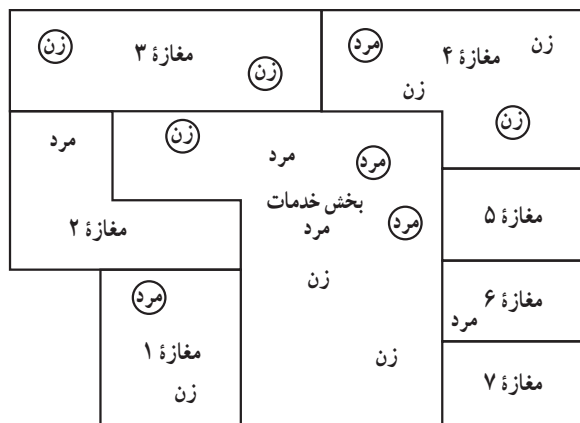 زن مغازهٔ ۳ زن
مرد مغازهٔ ۴ زن
زن
زن
مرد
مغازهٔ ۲
زن مرد مرد
بخش خدمات
مرد مرد
زن
زن
مغازهٔ ۵
مغازهٔ ۶
مرد
مغازهٔ ۷
مرد
مغازهٔ ۱
زن